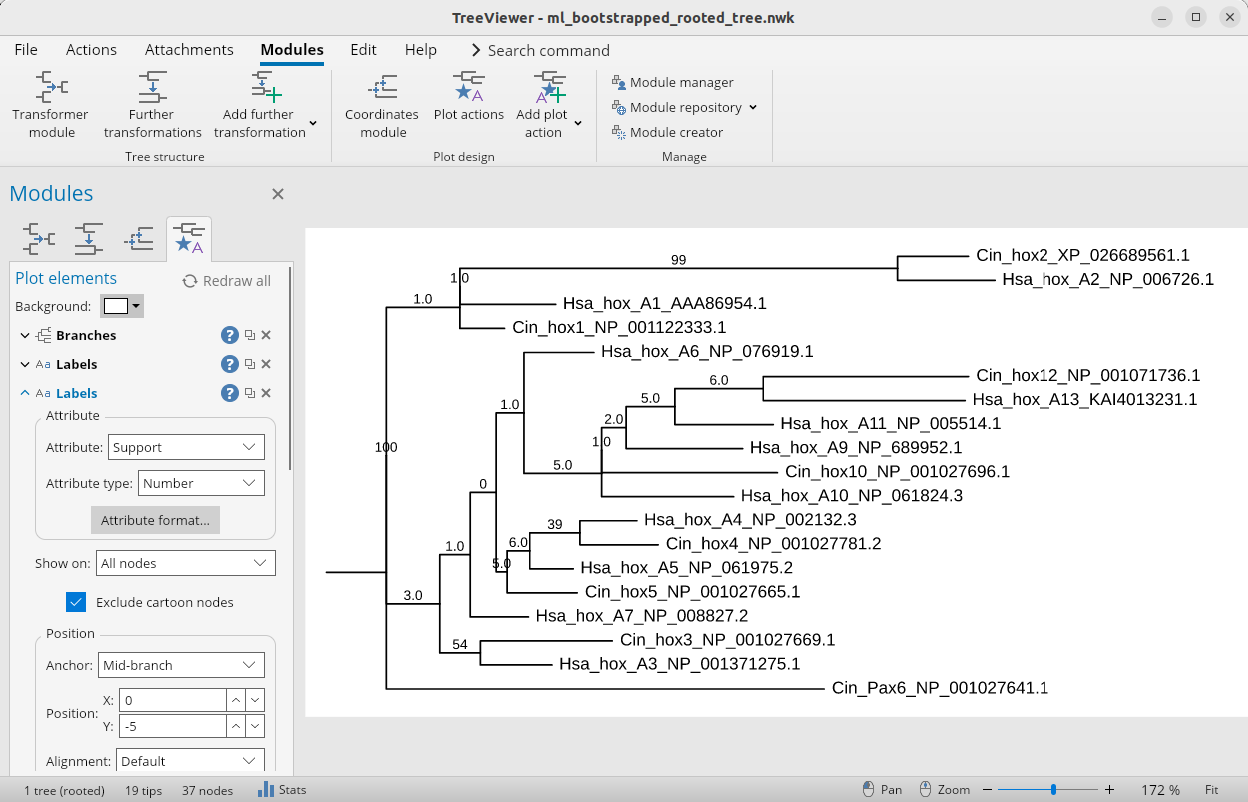 TreeViewer - ml_bootstrapped_rooted_tree.nwk
File Actions Attachments Modules Edit Help Search command
Transformer module
Further transformations
Add further transformation
Tree structure
Coordinates module
Plot actions
Add plot action
Plot design
Module manager
Module repository
Module creator
Manage
Modules
Plot elements
Redraw all
Background:
Branches ?
Aa Labels ?
Aa Labels ?
Attribute
Attribute: Support
Attribute type: Number
Attribute format...
Show on: All nodes
Exclude cartoon nodes
Position
Anchor: Mid-branch
Position:
X: 0
Y: -5
Alignment: Default
Cin_hox2_XP_026689561.1
99
Hsa_hox_A2_NP_006726.1
1.0
1.0
Hsa_hox_A1_AAA86954.1
Cin_hox1_NP_001122333.1
Hsa_hox_A6_NP_076919.1
Cin_hox12_NP_001071736.1
6.0
Hsa_hox_A13_KAI4013231.1
5.0
1.0
Hsa_hox_A11_NP_005514.1
2.0
Hsa_hox_A9_NP_689952.1
1.0
100
Cin_hox10_NP_001027696.1
5.0
Hsa_hox_A10_NP_061824.3
0
Hsa_hox_A4_NP_002132.3
39
Cin_hox4_NP_001027781.2
6.0
1.0
Hsa_hox_A5_NP_061975.2
5.0
Cin_hox5_NP_001027665.1
3.0
Hsa_hox_A7_NP_008827.2
Cin_hox3_NP_001027669.1
54
Hsa_hox_A3_NP_001371275.1
Cin_Pax6_NP_001027641.1
1 tree (rooted) 19 tips 37 nodes Stats Pan Zoom 172 % Fit